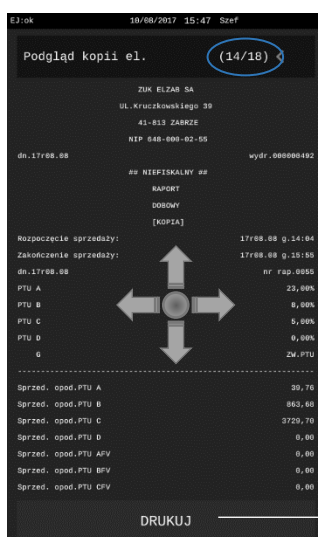 EJ:ok 10/08/2017 15:47 Szef
Podgląd kopii el. (14/18)
ZUK ELZAB SA
UL.Kruczkowskiego 39
41-813 ZABRZE
NIP 648-000-02-55
dn.17r08.08 wydr.000000492
## NIEFISKALNY ##
RAPORT
DOBOWY
[KOPIA]
Rozpoczęcie sprzedaży: 17r08.08 g.14:04
Zakończenie sprzedaży: 17r08.08 g.15:55
dn.17r08.08 nr rap.0055
PTU A 23,00%
PTU B 8,00%
PTU C 5,00%
PTU D 0,00%
G ZW.PTU
Sprzed. opod.PTU A 39,76
Sprzed. opod.PTU B 863,60
Sprzed. opod.PTU C 3729,70
Sprzed. opod.PTU D 0,00
Sprzed. opod.PTU AFV 0,00
Sprzed. opod.PTU BFV 0,00
Sprzed. opod.PTU CFV 0,00
DRUKUJ